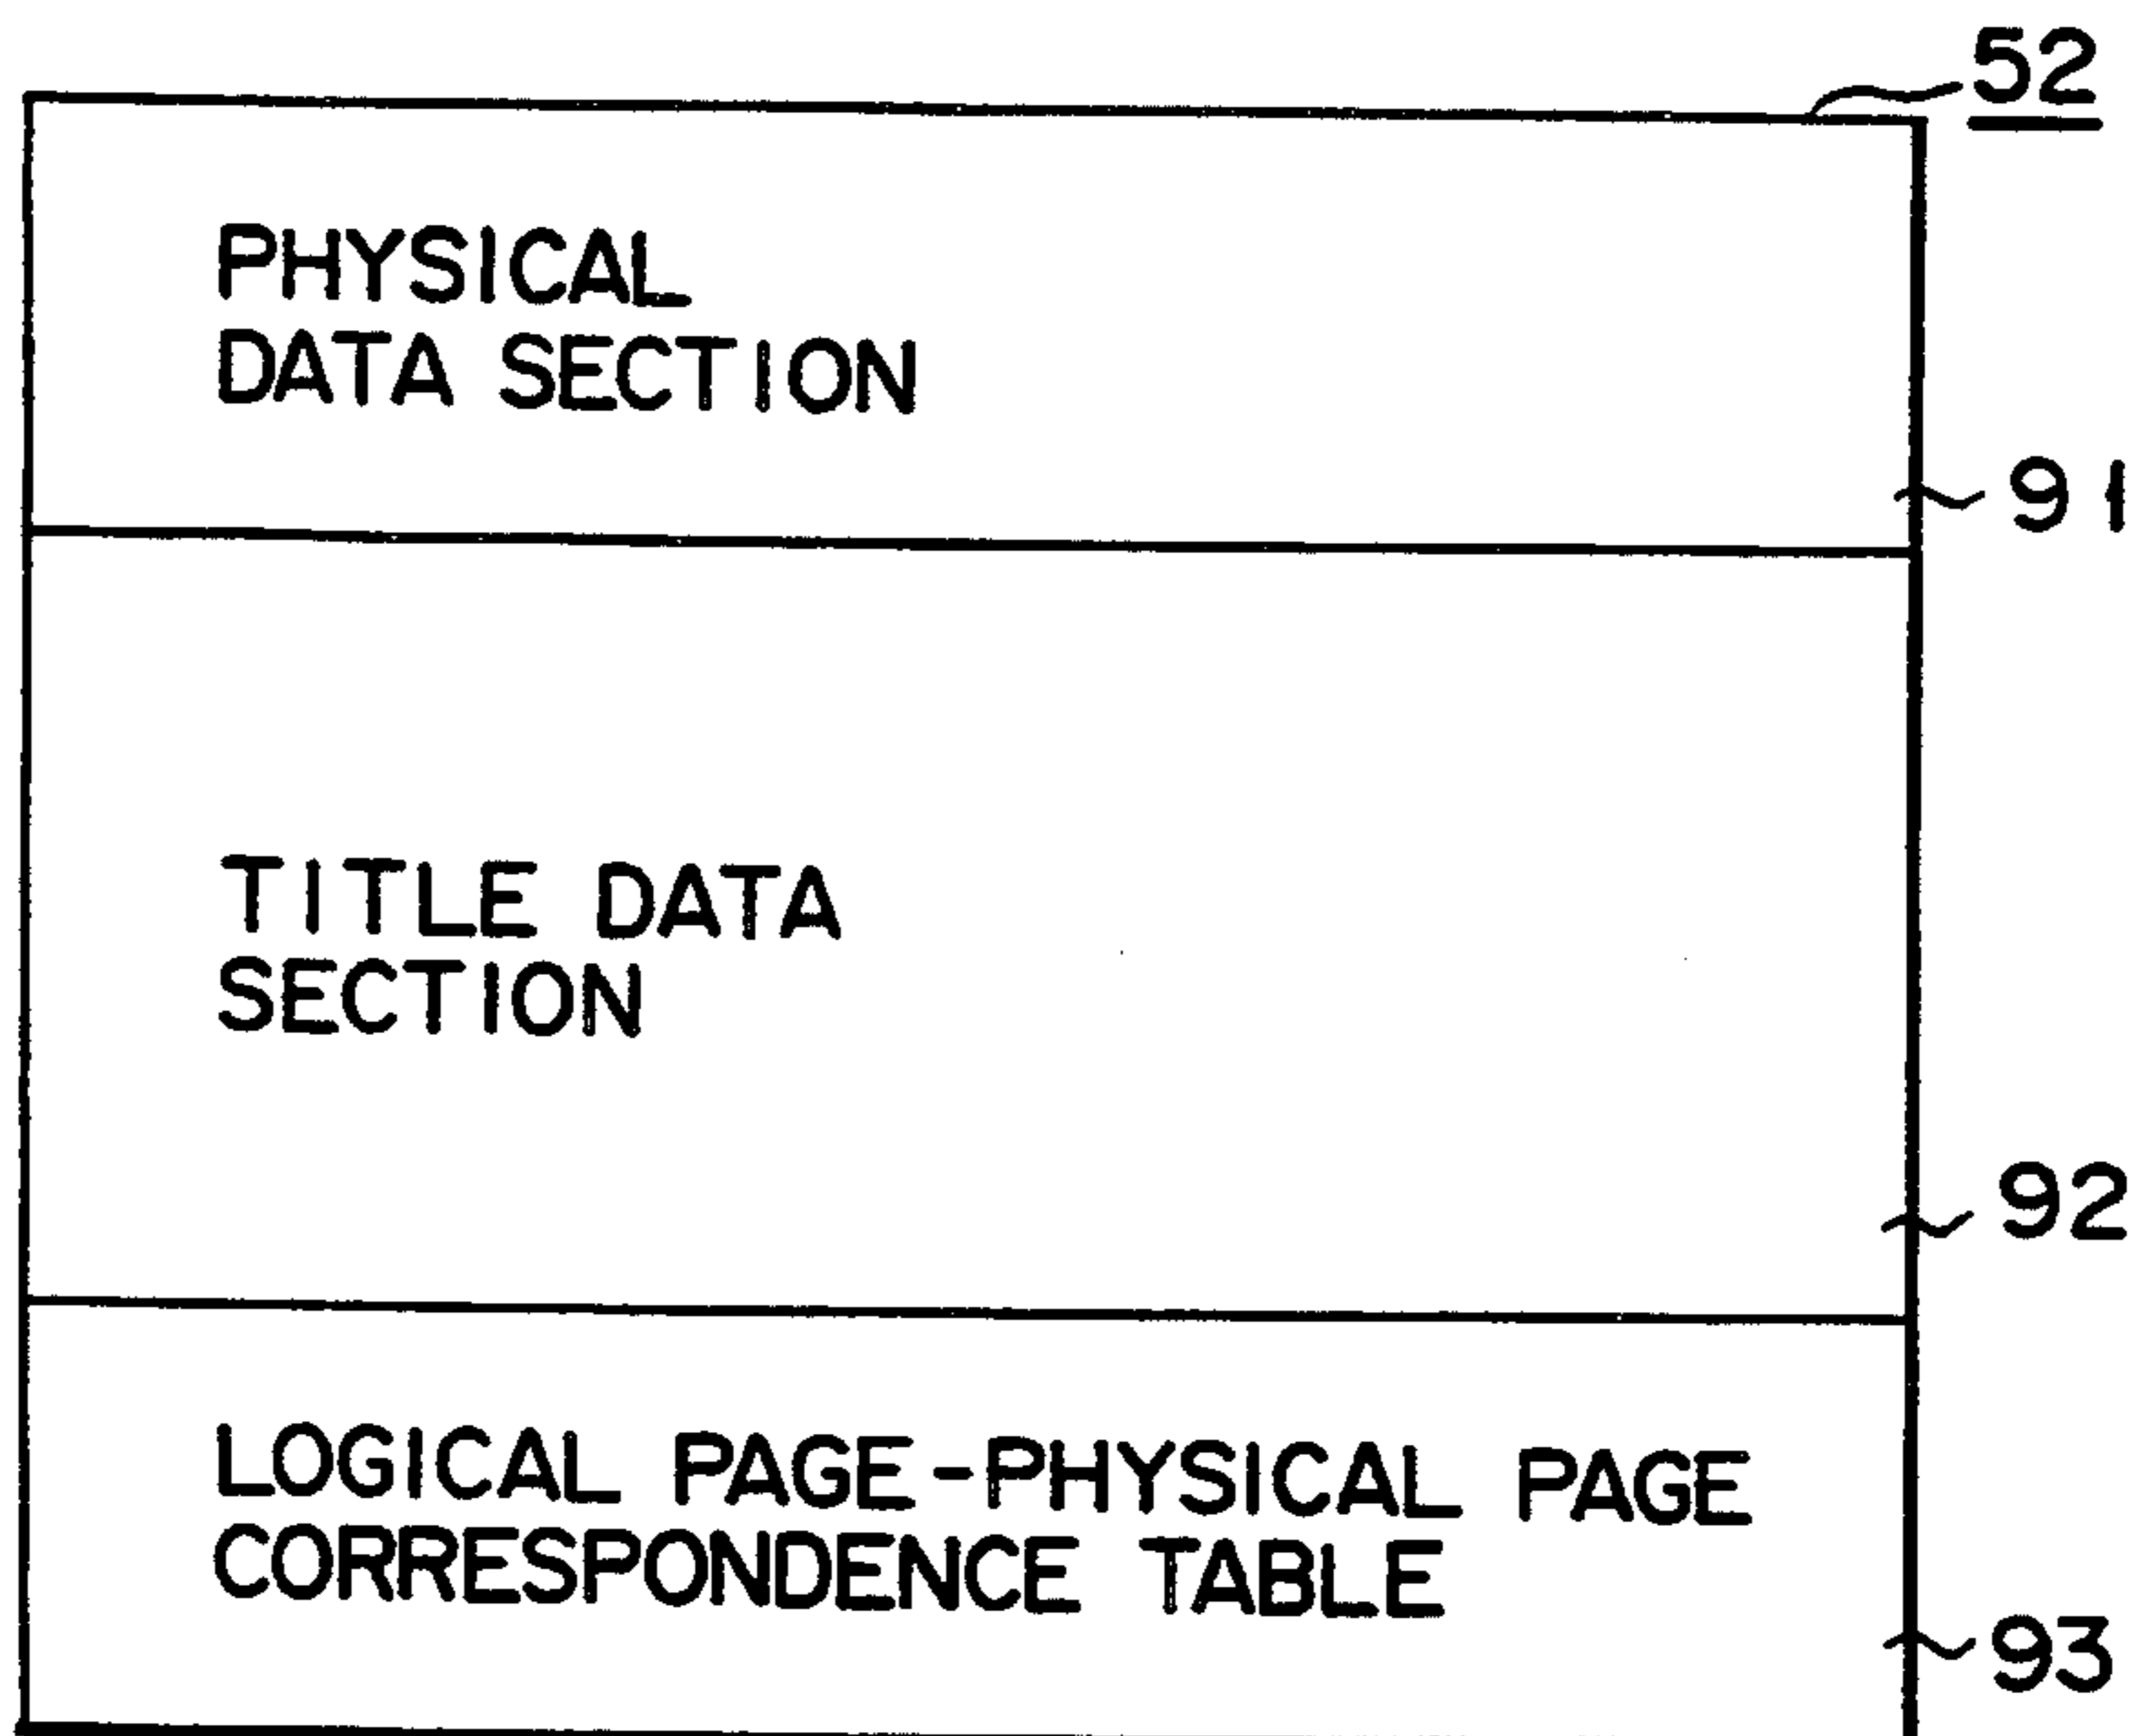 52
PHYSICAL
DATA SECTION
91
TITLE DATA
SECTION
92
LOGICAL PAGE-PHYSICAL PAGE
CORRESPONDENCE TABLE
93